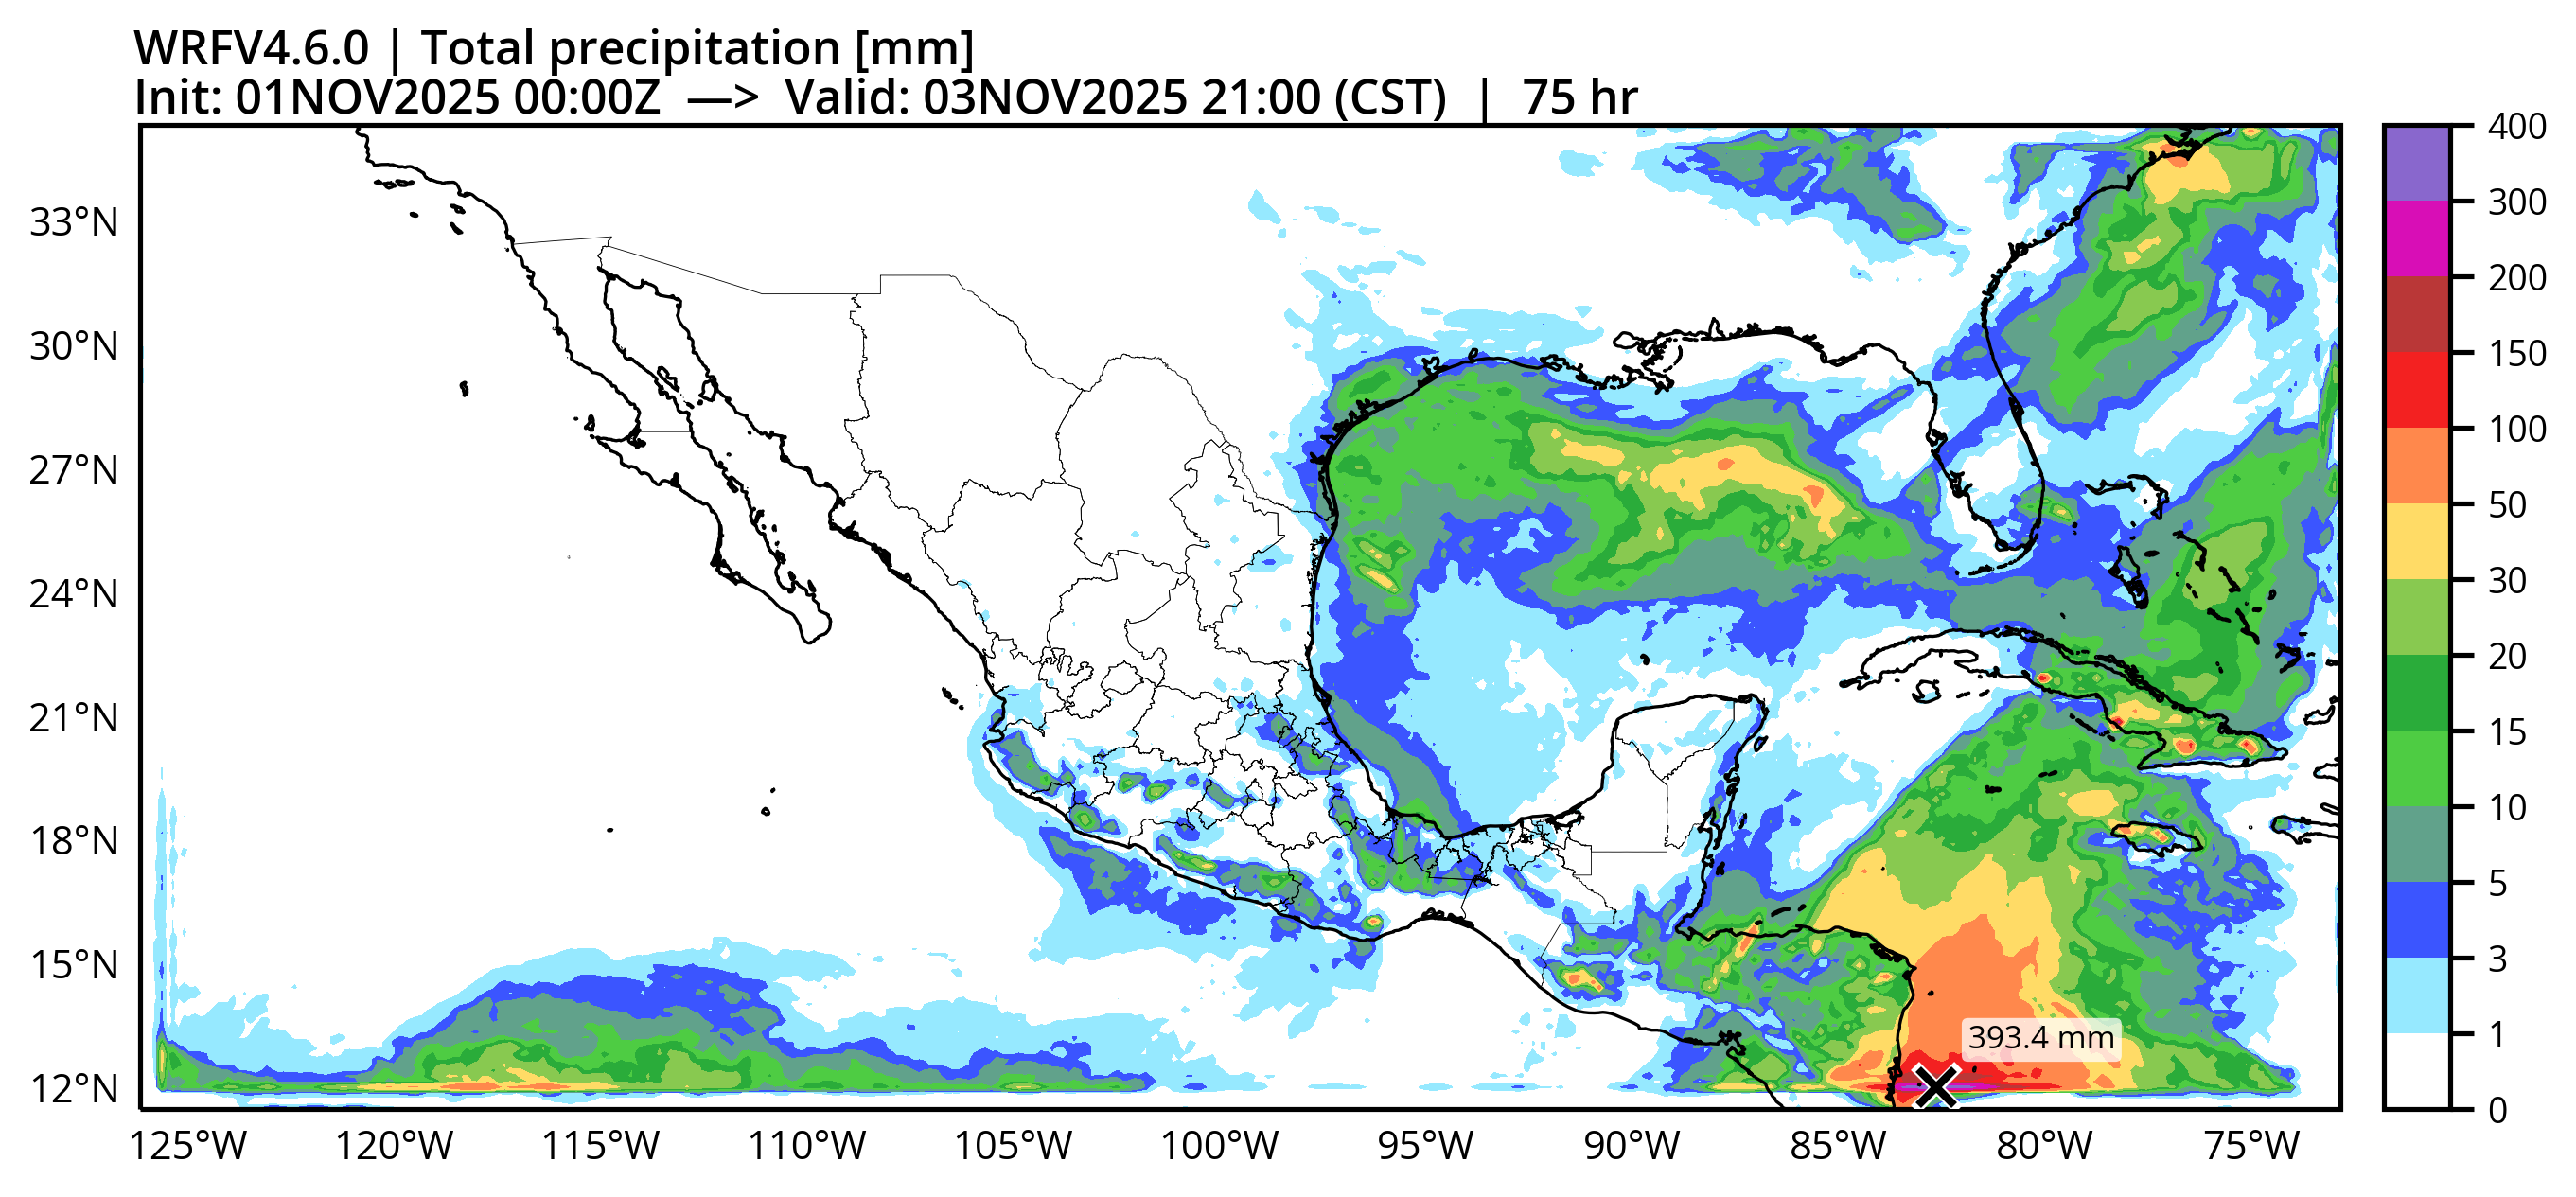 WRFV4.6.0 | Total precipitation [mm]
Init: 01NOV2025 00:00Z —> Valid: 03NOV2025 21:00 (CST) | 75 hr
33°N
30°N
27°N
24°N
21°N
18°N
15°N
12°N
393.4 mm
125°W 120°W 115°W 110°W 105°W 100°W 95°W 90°W 85°W 80°W 75°W
400
300
200
150
100
50
30
20
15
10
5
3
1
0